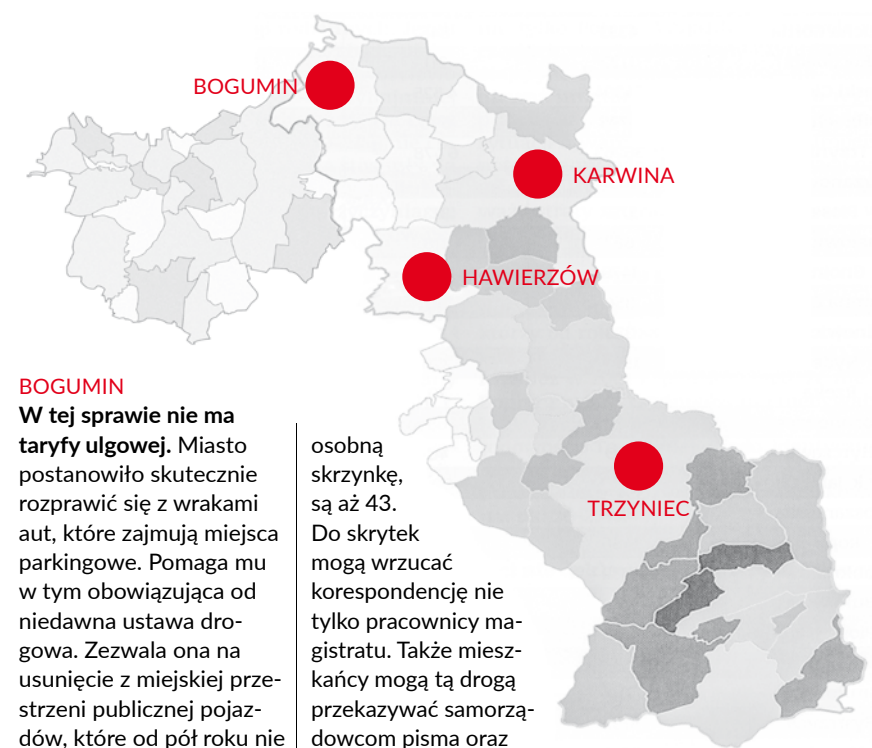 BOGUMIN
KARWINA
HAWIERZÓW
TRZYNIEC
BOGUMIN
W tej sprawie nie ma
taryfy ulgowej. Miasto
postanowiło skutecznie
rozprawić się z wrakami
aut, które zajmują miejsca
parkingowe. Pomaga mu
w tym obowiązująca od
niedawna ustawa dro-
gowa. Zezwala ona na
usunięcie z miejskiej prze-
strzeni publicznej pojaz-
dów, które od pół roku nie
osobną
skrzynkę,
są aż 43.
Do skrytek
mogą wrzucać
korespondencję nie
tylko pracownicy ma-
gistratu. Także miesz-
kańcy mogą tą drogą
przekazywać samorzą-
dowcom pisma oraz